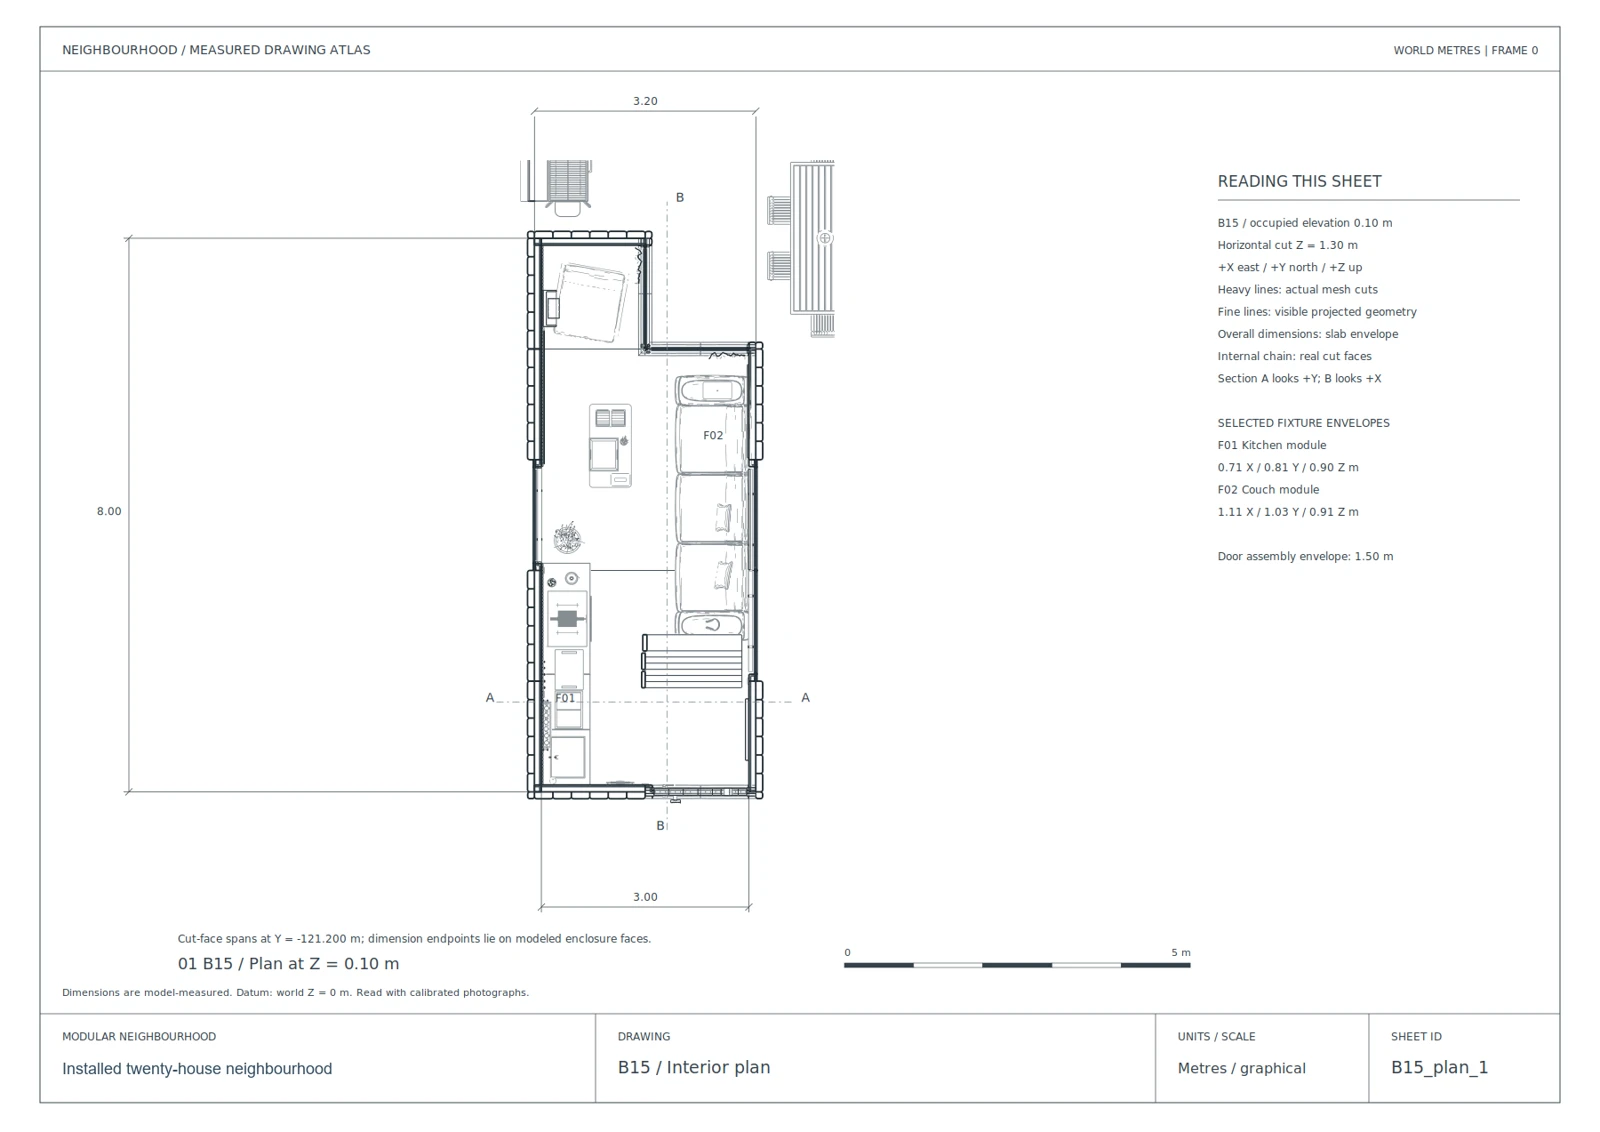 NEIGHBOURHOOD / MEASURED DRAWING ATLAS
WORLD METRES | FRAME 0
3.20
B
8.00
F02
F01
A
A
B
3.00
READING THIS SHEET
B15 / occupied elevation 0.10 m
Horizontal cut Z = 1.30 m
+X east / +Y north / +Z up
Heavy lines: actual mesh cuts
Fine lines: visible projected geometry
Overall dimensions: slab envelope
Internal chain: real cut faces
Section A looks +Y; B looks +X
SELECTED FIXTURE ENVELOPES
F01 Kitchen module
0.71 X / 0.81 Y / 0.90 Z m
F02 Couch module
1.11 X / 1.03 Y / 0.91 Z m
Door assembly envelope: 1.50 m
Cut-face spans at Y = -121.200 m; dimension endpoints lie on modeled enclosure faces.
01 B15 / Plan at Z = 0.10 m
0
5 m
Dimensions are model-measured. Datum: world Z = 0 m. Read with calibrated photographs.
MODULAR NEIGHBOURHOOD
Installed twenty-house neighbourhood
DRAWING
B15 / Interior plan
UNITS / SCALE
Metres / graphical
SHEET ID
B15_plan_1